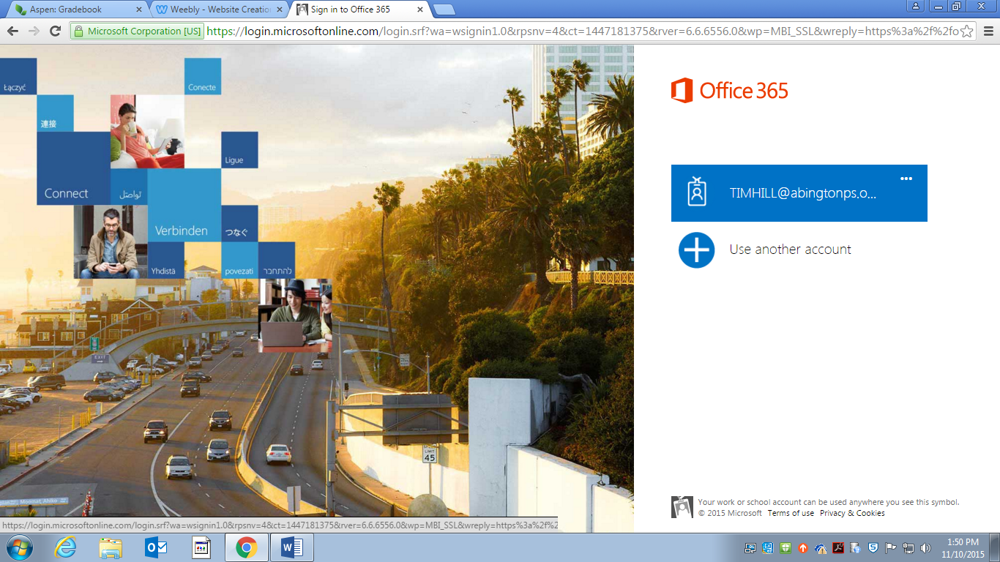 Aspen: Gradebook
Weebly - Website Creation
Sign in to Office 365
Microsoft Corporation [US]
https://login.microsoftonline.com/login.srf?wa=wsignin1.0&rpsnv=4&ct=1447181375&rver=6.6.6556.0&wp=MBI_SSL&wreply=https%3a%2f%2fo
Łączyć
Conecte
連接
Ligue
Connect
تواصَل
Verbinden
つなぐ
Yhdistä
povezati
להתחבר
EXIT
LIMIT
45
Office 365
TIMHILL@abingtonps.o...
Use another account
Your work or school account can be used anywhere you see this symbol.
© 2015 Microsoft Terms of use Privacy & Cookies
https://login.microsoftonline.com/login.srf?wa=wsignin1.0&rpsnv=4&ct=1447181375&rver=6.6.6556.0&wp=MBI_SSL&wreply=https%3a%2f%2
1:50 PM
11/10/2015